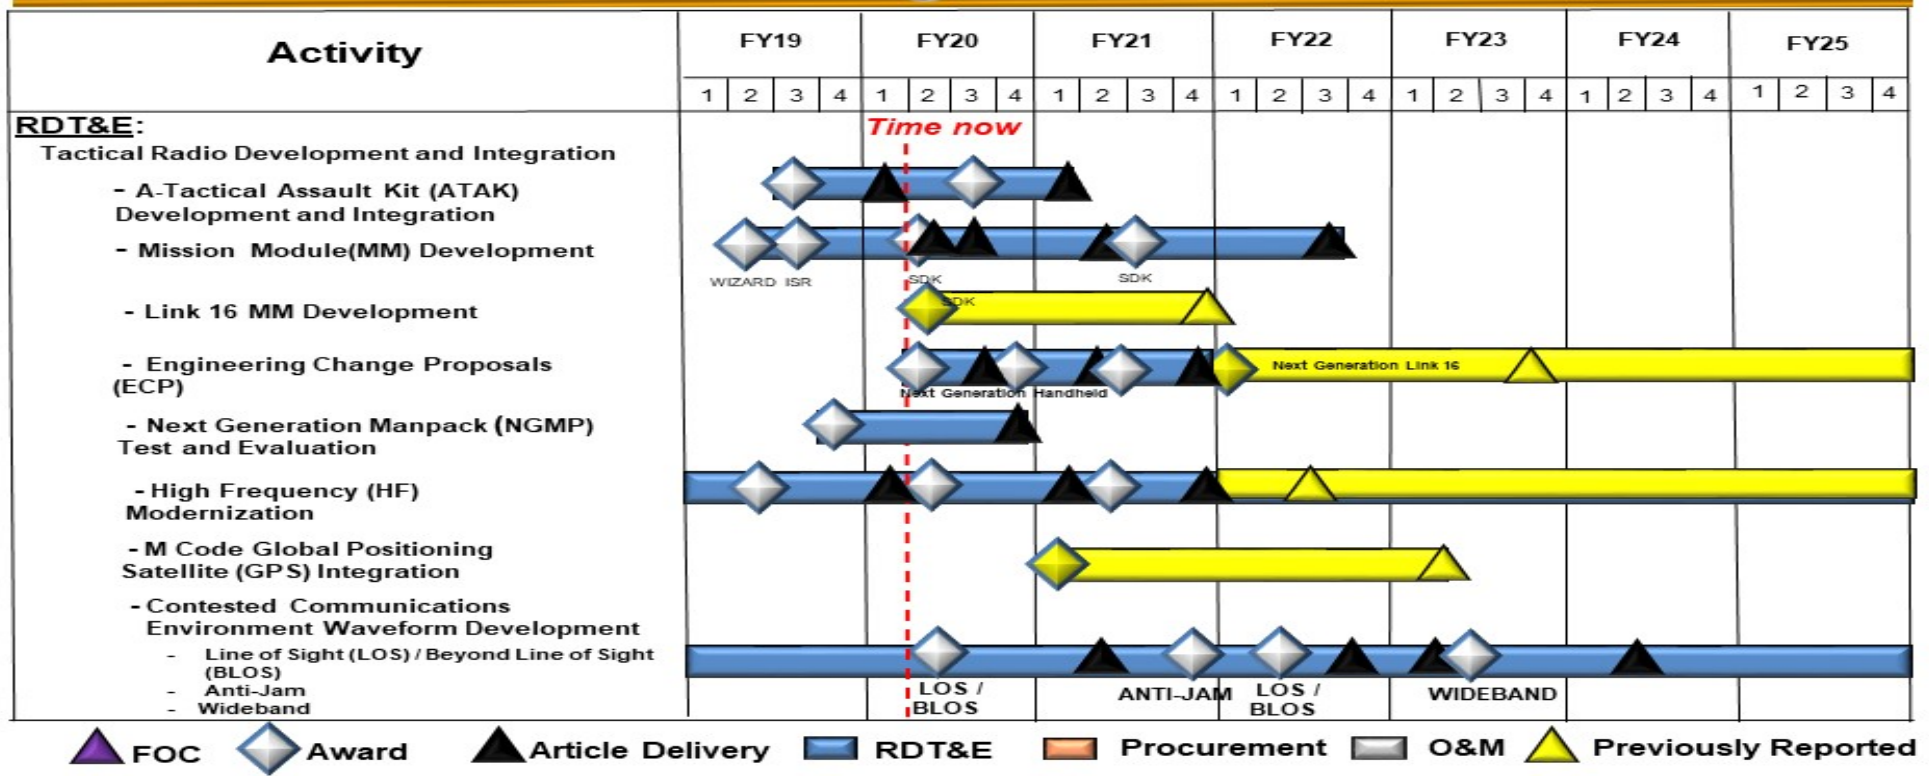 Activity
FY19 FY20 FY21 FY22 FY23 FY24 FY25
1 2 3 4 1 2 3 4 1 2 3 4 1 2 3 4 1 2 3 4 1 2 3 4 1 2 3 4
RDT&E:
Time now
Tactical Radio Development and Integration
- A-Tactical Assault Kit (ATAK)
Development and Integration
- Mission Module(MM) Development
WIZARD ISR SDK SDK
SDK
- Link 16 MM Development
- Engineering Change Proposals
(ECP)
Next Generation Link 16
Next Generation Handheld
- Next Generation Manpack (NGMP)
Test and Evaluation
- High Frequency (HF)
Modernization
- M Code Global Positioning
Satellite (GPS) Integration
- Contested Communications
Environment Waveform Development
- Line of Sight (LOS) / Beyond Line of Sight
(BLOS)
- Anti-Jam
- Wideband
LOS /
BLOS
ANTI-JAM
LOS /
BLOS
WIDEBAND
FOC Award Article Delivery RDT&E Procurement O&M Previously Reported